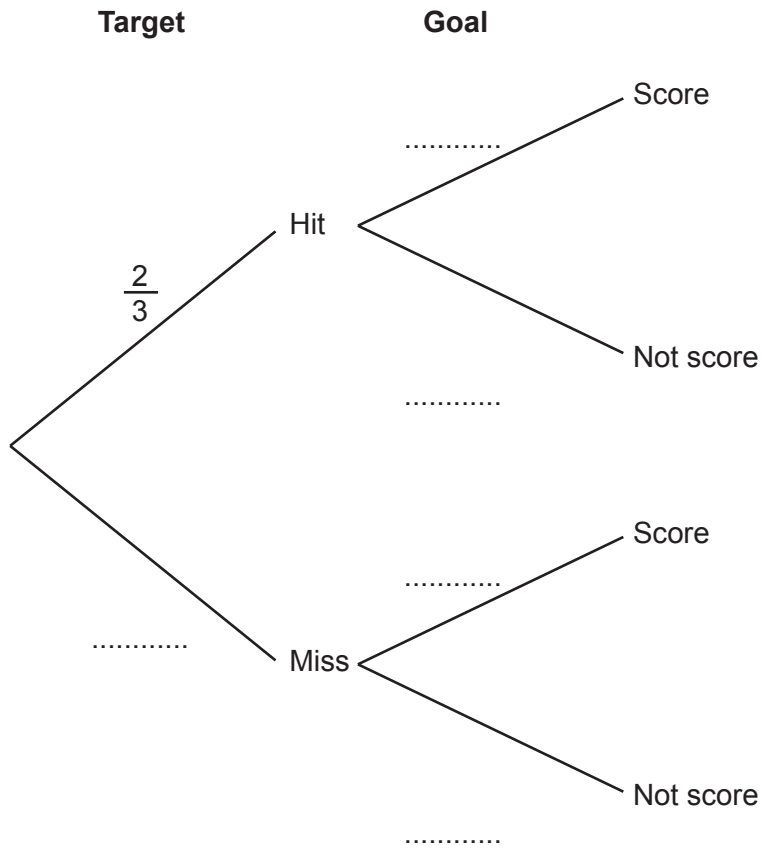 Target Goal
Score
............
Hit
2
3
Not score
............
Score
............
............
Miss
Not score
............